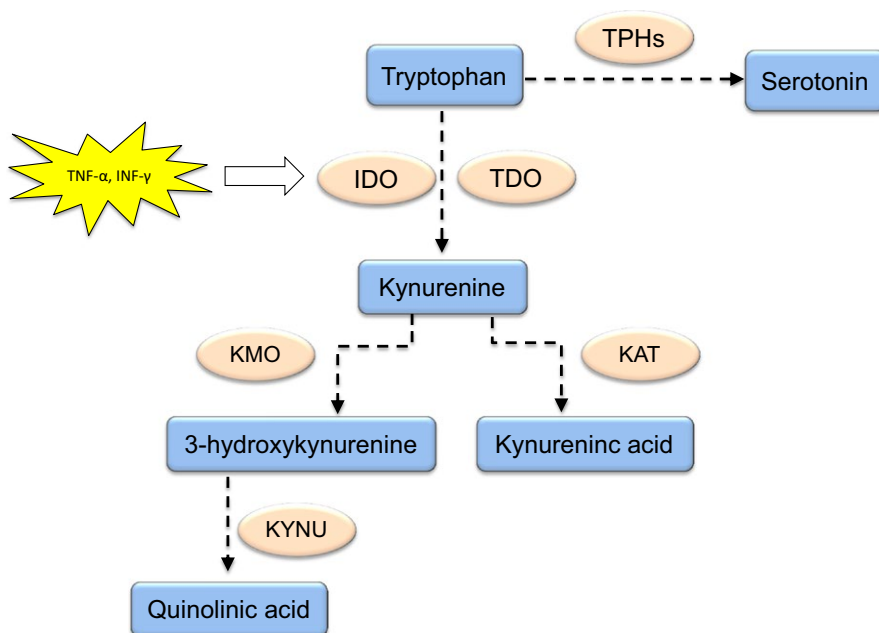 TPHs
Tryptophan
Serotonin
TNF-α, INF-γ
IDO
TDO
Kynurenine
KMO
KAT
3-hydroxykynurenine
Kynureninc acid
KYNU
Quinolinic acid